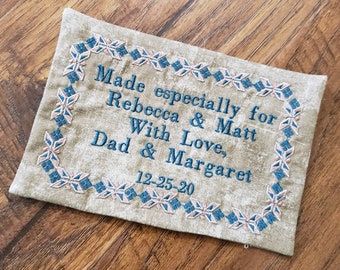 Made especially for
Rebecca & Matt
With Love,
Dad & Margaret
12-25-20